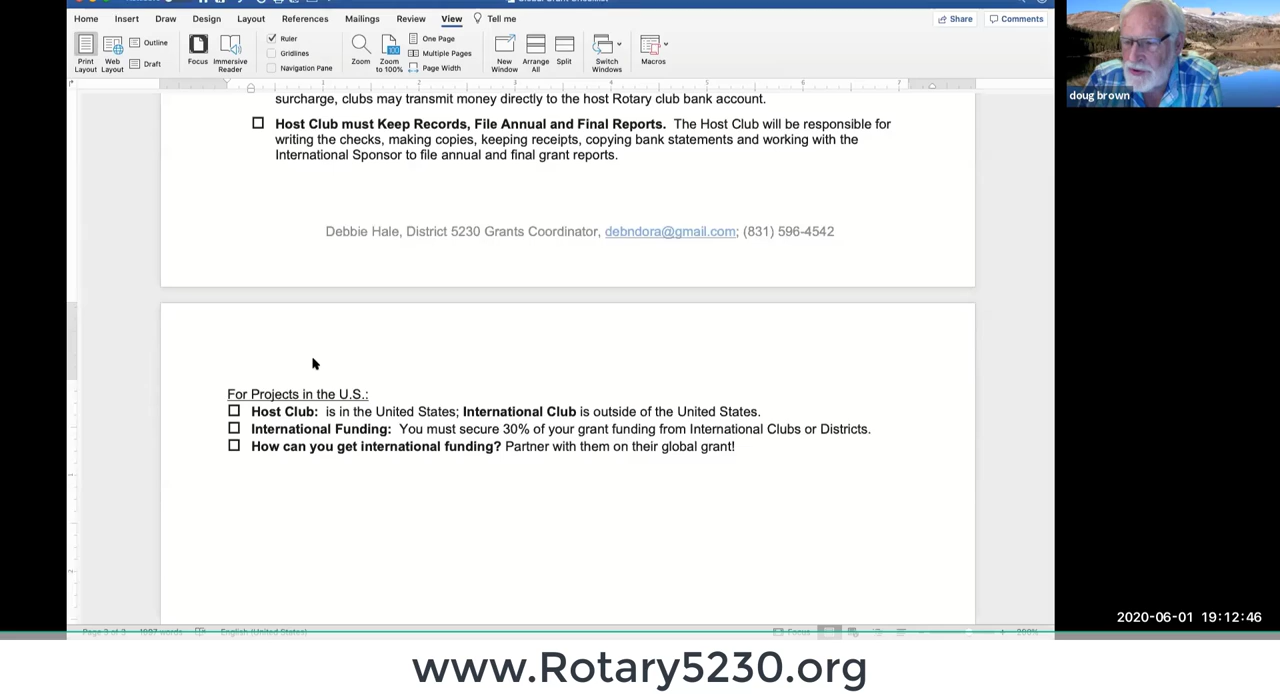 Home Insert Draw Design Layout References Mailings Review View Tell me Share Comments
Print Layout Web Layout Outline Draft Focus Immersive Reader Ruler Gridlines Navigation Pane Zoom Zoom to 100% One Page Multiple Pages Page Width New Window Arrange All Split Switch Windows Macros
doug brown
surcharge, clubs may transmit money directly to the host Rotary club bank account.
Host Club must Keep Records, File Annual and Final Reports. The Host Club will be responsible for
writing the checks, making copies, keeping receipts, copying bank statements and working with the
International Sponsor to file annual and final grant reports.
Debbie Hale, District 5230 Grants Coordinator, debndora@gmail.com; (831) 596-4542
For Projects in the U.S.:
Host Club: is in the United States; International Club is outside of the United States.
International Funding: You must secure 30% of your grant funding from International Clubs or Districts.
How can you get international funding? Partner with them on their global grant!
2020-06-01 19:12:46
English (United States) Focus
www.Rotary5230.org